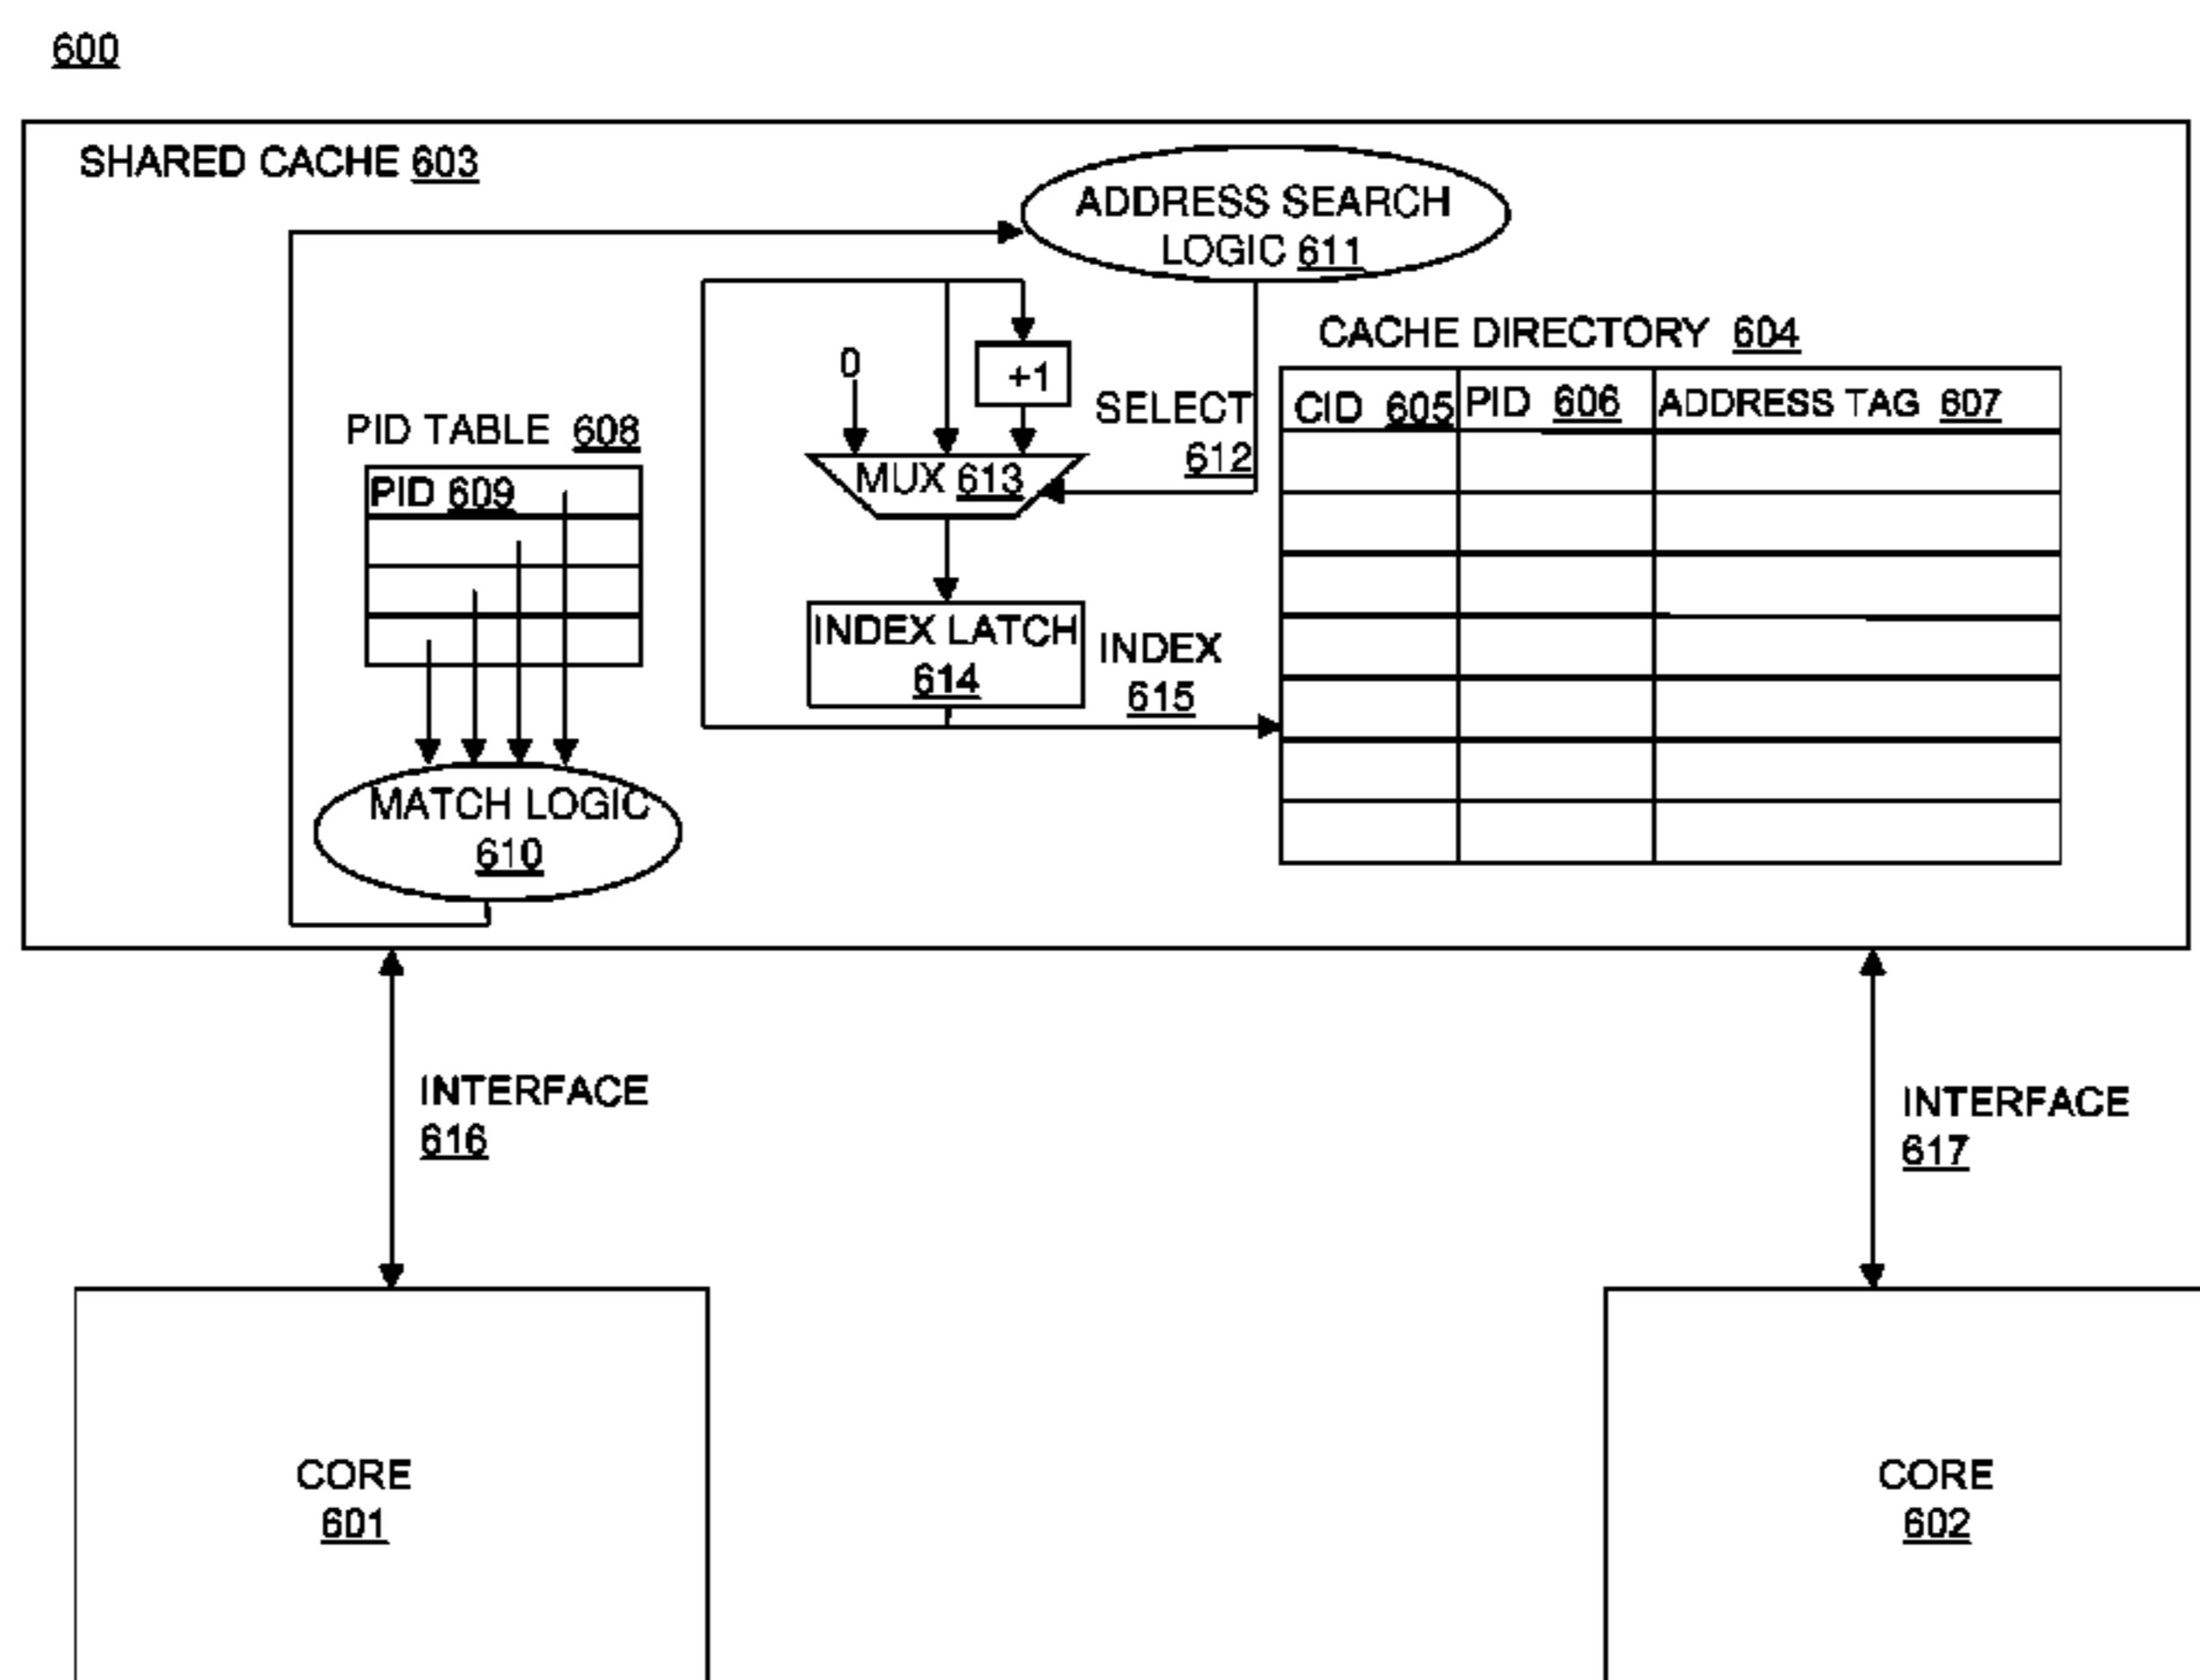 600
SHARED CACHE 603
ADDRESS SEARCH
LOGIC 611
CACHE DIRECTORY 604
0
+1
SELECT
612
CID 605 PID 606 ADDRESS TAG 607
PID TABLE 608
PID 609
MUX 613
INDEX LATCH
614
INDEX
615
MATCH LOGIC
610
INTERFACE
616
INTERFACE
617
CORE
601
CORE
602